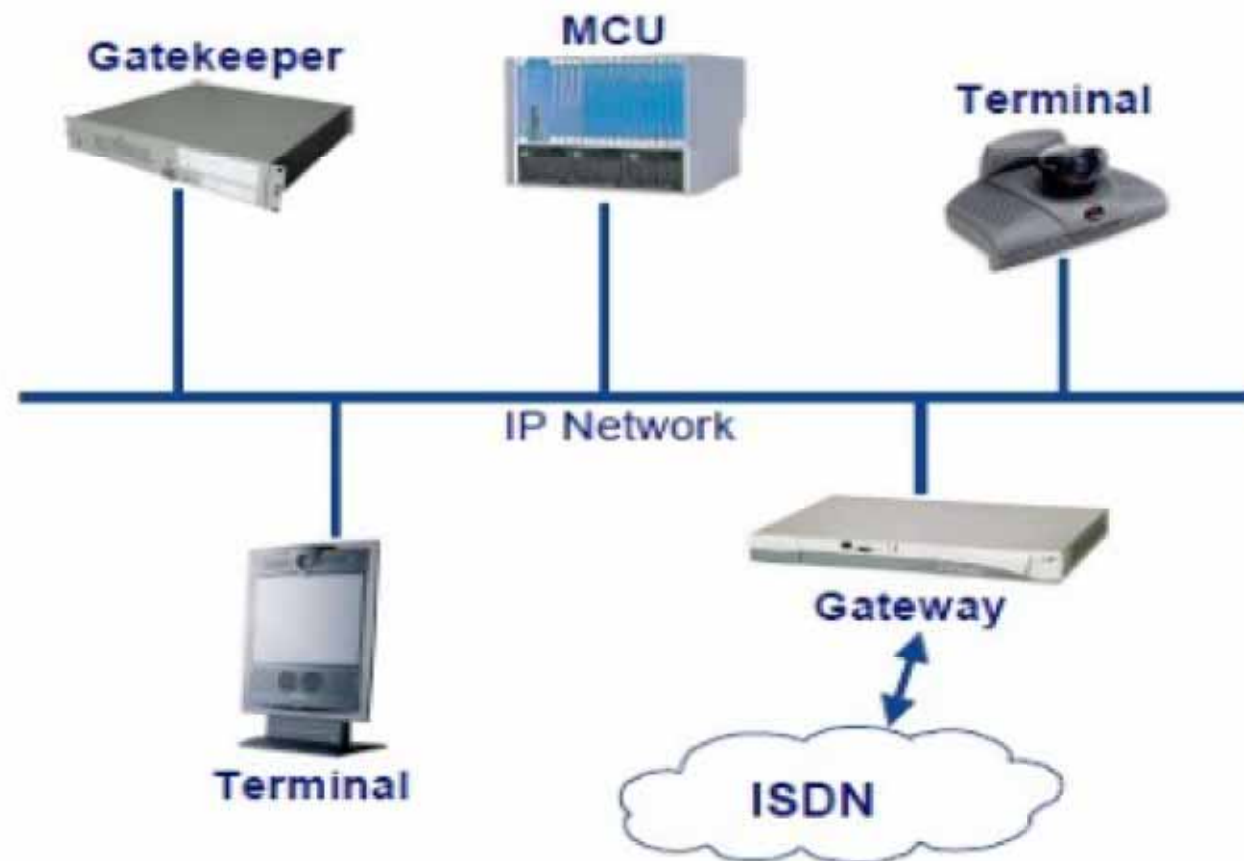 MCU
Gatekeeper
Terminal
IP Network
Gateway
Terminal
ISDN